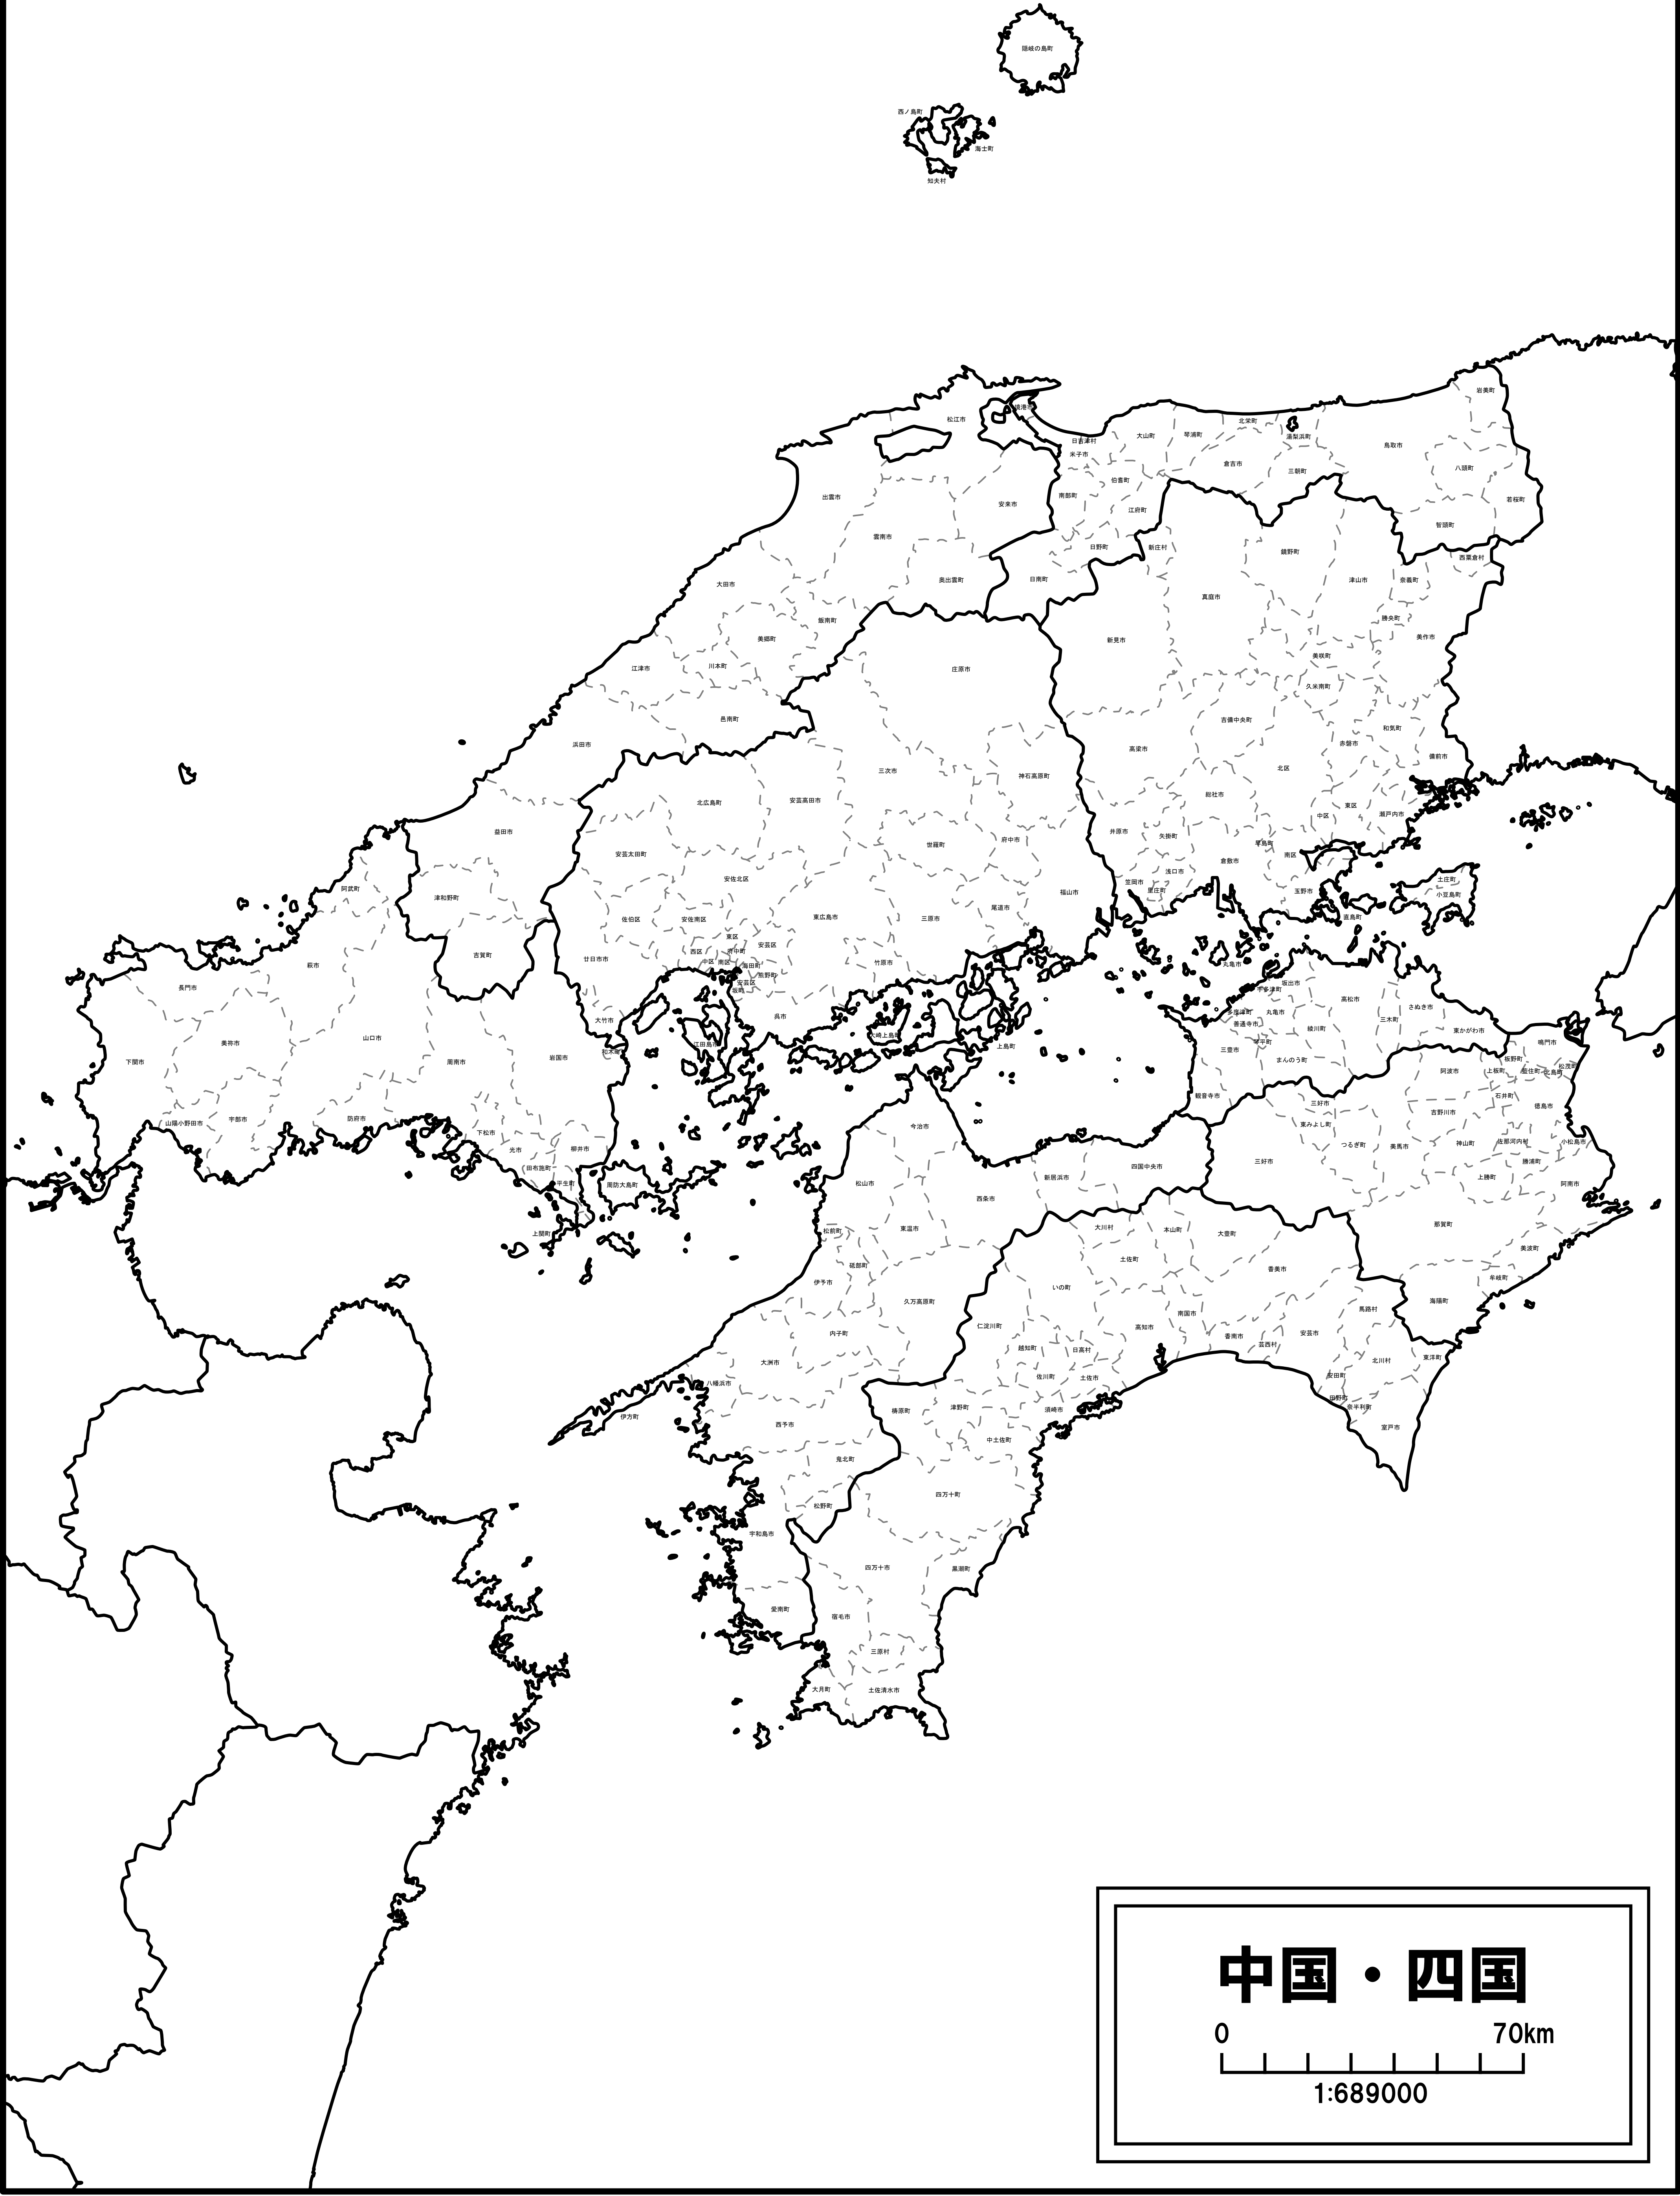 隠岐の島町
西ノ島町
海士町
知夫村
岩美町
境港市
松江市
北栄町
日吉津村
大山町
琴浦町
湯梨浜町
鳥取市
米子市
倉吉市
三朝町
八頭町
伯耆町
出雲市
南部町
若桜町
安来市
江府町
智頭町
雲南市
日野町
新庄村
鏡野町
西粟倉村
奥出雲町
日南町
津山市
奈義町
大田市
真庭市
飯南町
勝央町
美郷町
新見市
美作市
美咲町
江津市
川本町
庄原市
久米南町
邑南町
吉備中央町
和気町
浜田市
高梁市
赤磐市
備前市
三次市
神石高原町
北区
総社市
北広島町
安芸高田市
東区
中区
瀬戸内市
益田市
井原市
矢掛町
世羅町
府中市
早島町
安芸太田町
倉敷市
南区
安佐北区
浅口市
土庄町
阿武町
笠岡市
里庄町
玉野市
小豆島町
津和野町
福山市
尾道市
佐伯区
安佐南区
東広島市
三原市
直島町
東区
安芸区
西区
府中町
吉賀町
廿日市市
中区
南区
海田町
竹原市
丸亀市
萩市
熊野町
安芸区
坂町
坂出市
長門市
宇多津町
高松市
さぬき市
大竹市
呉市
多度津町
丸亀市
三木町
善通寺市
綾川町
東かがわ市
山口市
大崎上島町
美祢市
江田島市
上島町
琴平町
鳴門市
和木町
三豊市
下関市
周南市
岩国市
まんのう町
板野町
松茂町
阿波市
上板町
藍住町
北島町
観音寺市
石井町
三好市
徳島市
山陽小野田市
宇部市
防府市
吉野川市
東みよし町
今治市
下松市
つるぎ町
美馬市
神山町
佐那河内村
小松島市
光市
柳井市
三好市
勝浦町
田布施町
四国中央市
平生町
周防大島町
松山市
新居浜市
上勝町
阿南市
西条市
上関町
松前町
東温市
大川村
本山町
大豊町
那賀町
美波町
砥部町
土佐町
香美市
伊予市
いの町
牟岐町
久万高原町
海陽町
馬路村
仁淀川町
高知市
南国市
内子町
香南市
安芸市
芸西村
越知町
日高村
大洲市
北川村
東洋町
八幡浜市
佐川町
土佐市
安田町
田野町
伊方町
梼原町
津野町
須崎市
奈半利町
西予市
室戸市
中土佐町
鬼北町
四万十町
松野町
宇和島市
四万十市
黒潮町
愛南町
宿毛市
三原村
大月町
土佐清水市
中国・四国
0 70km
1:689000